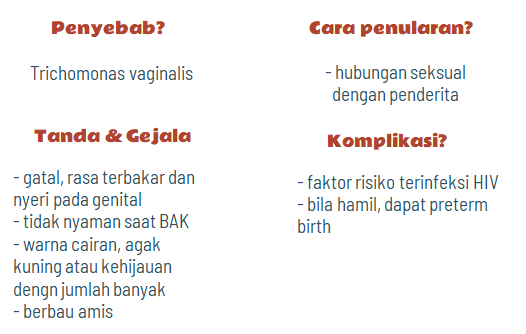 Penyebab?
Trichomonas vaginalis
Tanda & Gejala
- gatal, rasa terbakar dan
nyeri pada genital
- tidak nyaman saat BAK
- warna cairan, agak
kuning atau kehijauan
dengn jumlah banyak
- berbau amis
Cara penularan?
- hubungan seksual
dengan penderita
Komplikasi?
- faktor risiko terinfeksi HIV
- bila hamil, dapat preterm
birth